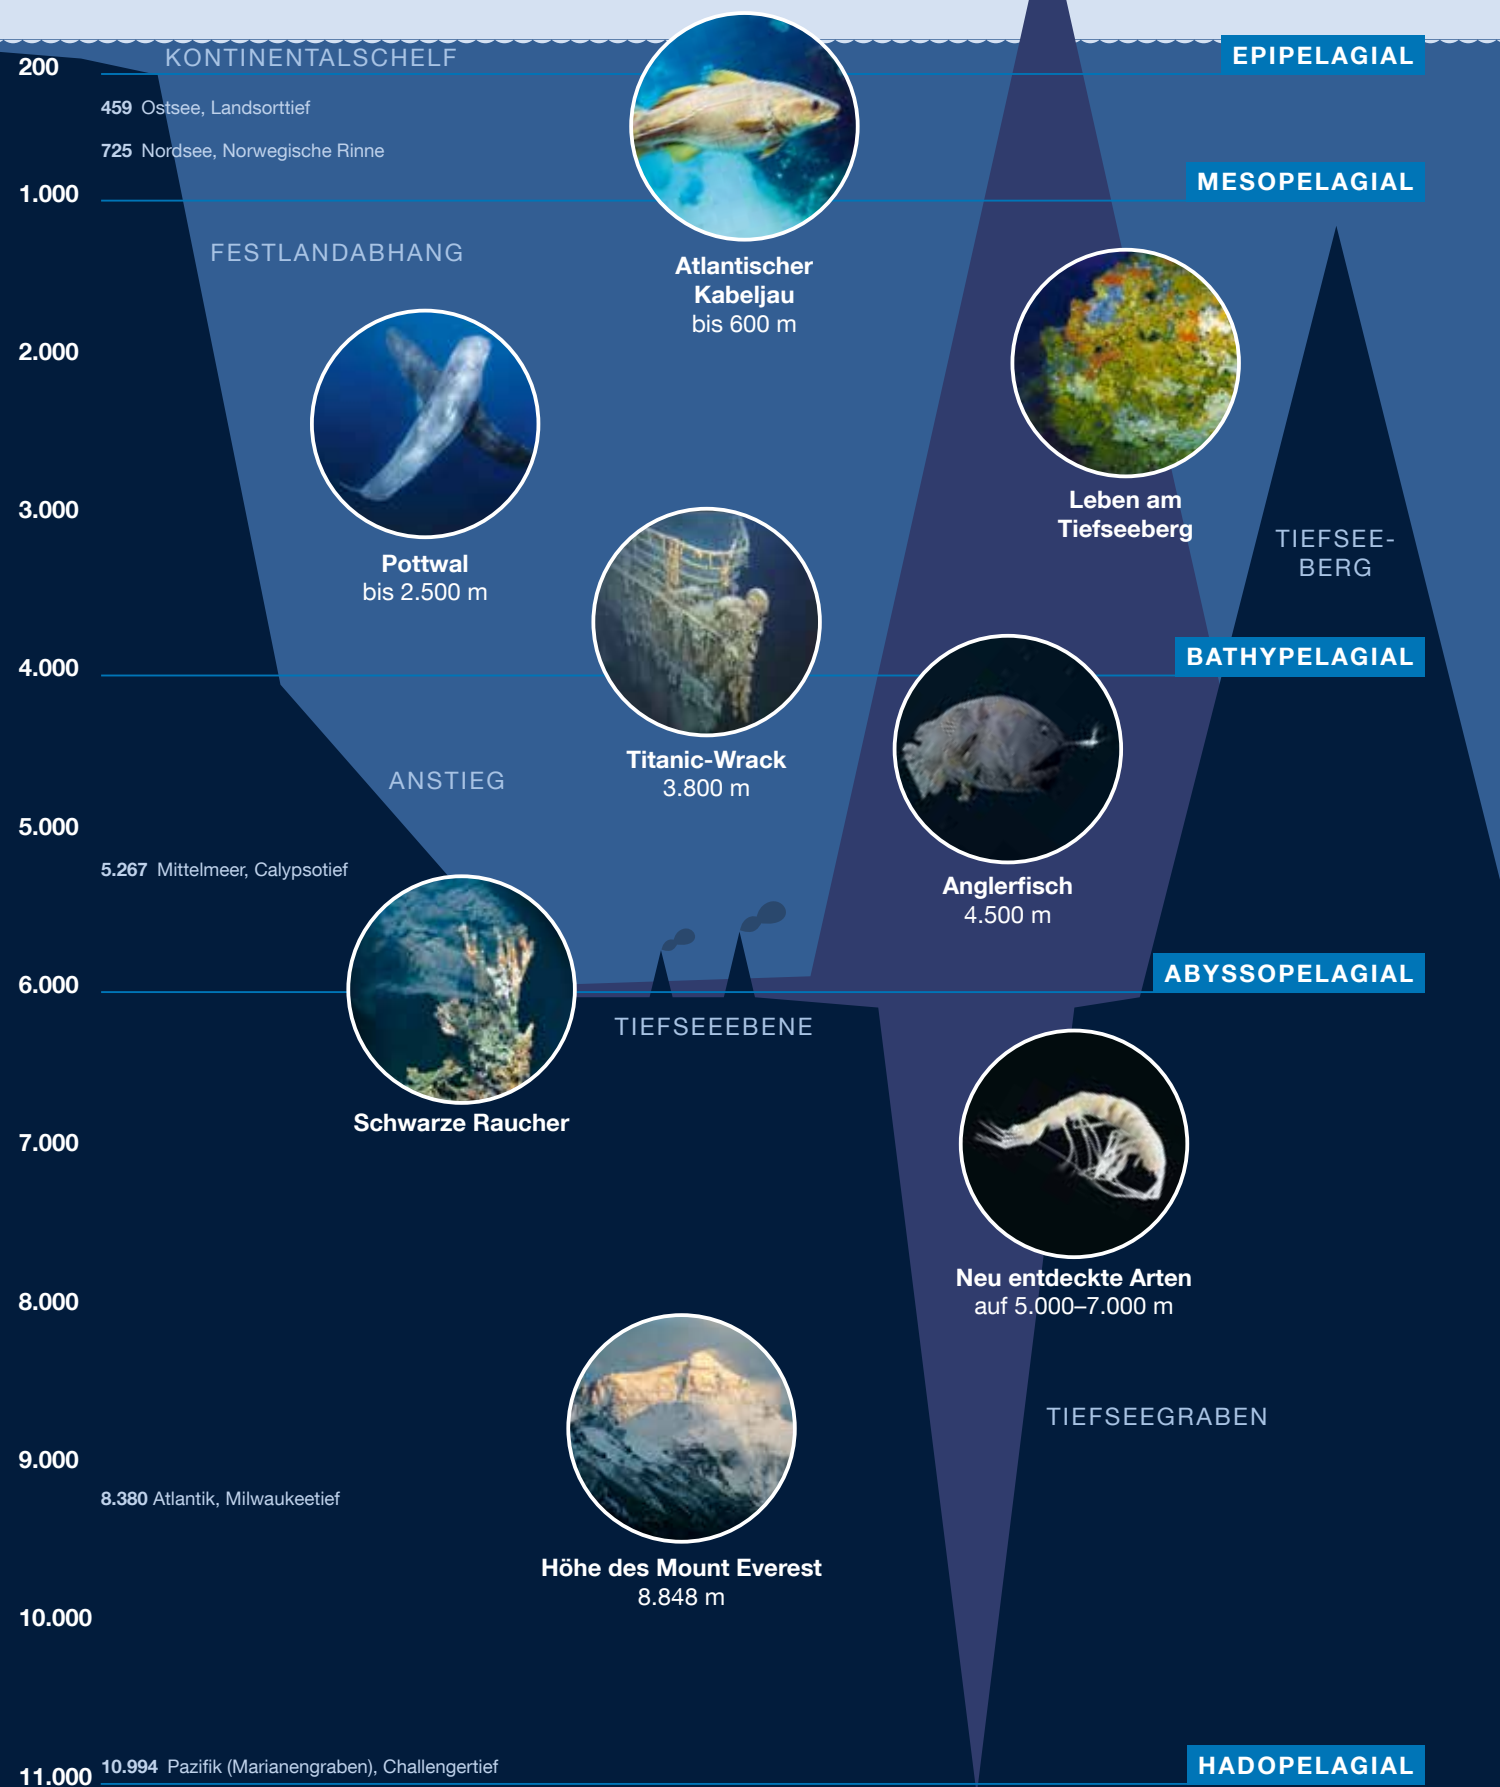 KONTINENTALSCHELF
EPIPELAGIAL
200
459 Ostsee, Landsorttief
725 Nordsee, Norwegische Rinne
MESOPELAGIAL
1.000
FESTLANDABHANG
Atlantischer
Kabeljau
bis 600 m
2.000
3.000
Leben am
Tiefseeberg
TIEFSEE-
BERG
Pottwal
bis 2.500 m
BATHYPELAGIAL
4.000
Titanic-Wrack
3.800 m
ANSTIEG
5.000
5.267 Mittelmeer, Calypsotief
Anglerfisch
4.500 m
ABYSSOPELAGIAL
6.000
TIEFSEEEBENE
Schwarze Raucher
7.000
Neu entdeckte Arten
auf 5.000–7.000 m
8.000
TIEFSEEGRABEN
9.000
8.380 Atlantik, Milwaukeetief
Höhe des Mount Everest
8.848 m
10.000
10.994 Pazifik (Marianengraben), Challengertief
HADOPELAGIAL
11.000